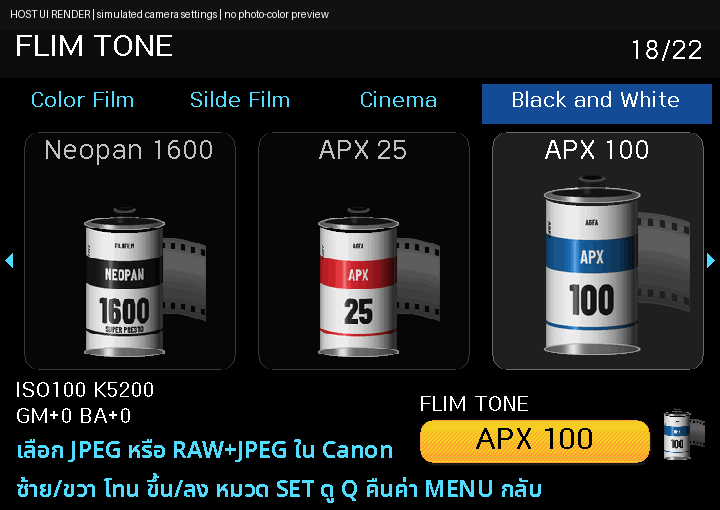 HOST UI RENDER | simulated camera settings | no photo-color preview
FLIM TONE
18/22
Color Film
Silde Film
Cinema
Black and White
Neopan 1600
APX 25
APX 100
FUJIFILM
NEOPAN
1600
SUPER PRESTO
AGFA
APX
25
AGFA
APX
100
ISO100 K5200
GM+0 BA+0
FLIM TONE
APX 100
APX
100
เลือก JPEG หรือ RAW+JPEG ใน Canon
ซ้าย/ขวา โทน ขึ้น/ลง หมวด SET ดู Q คืนค่า MENU กลับ